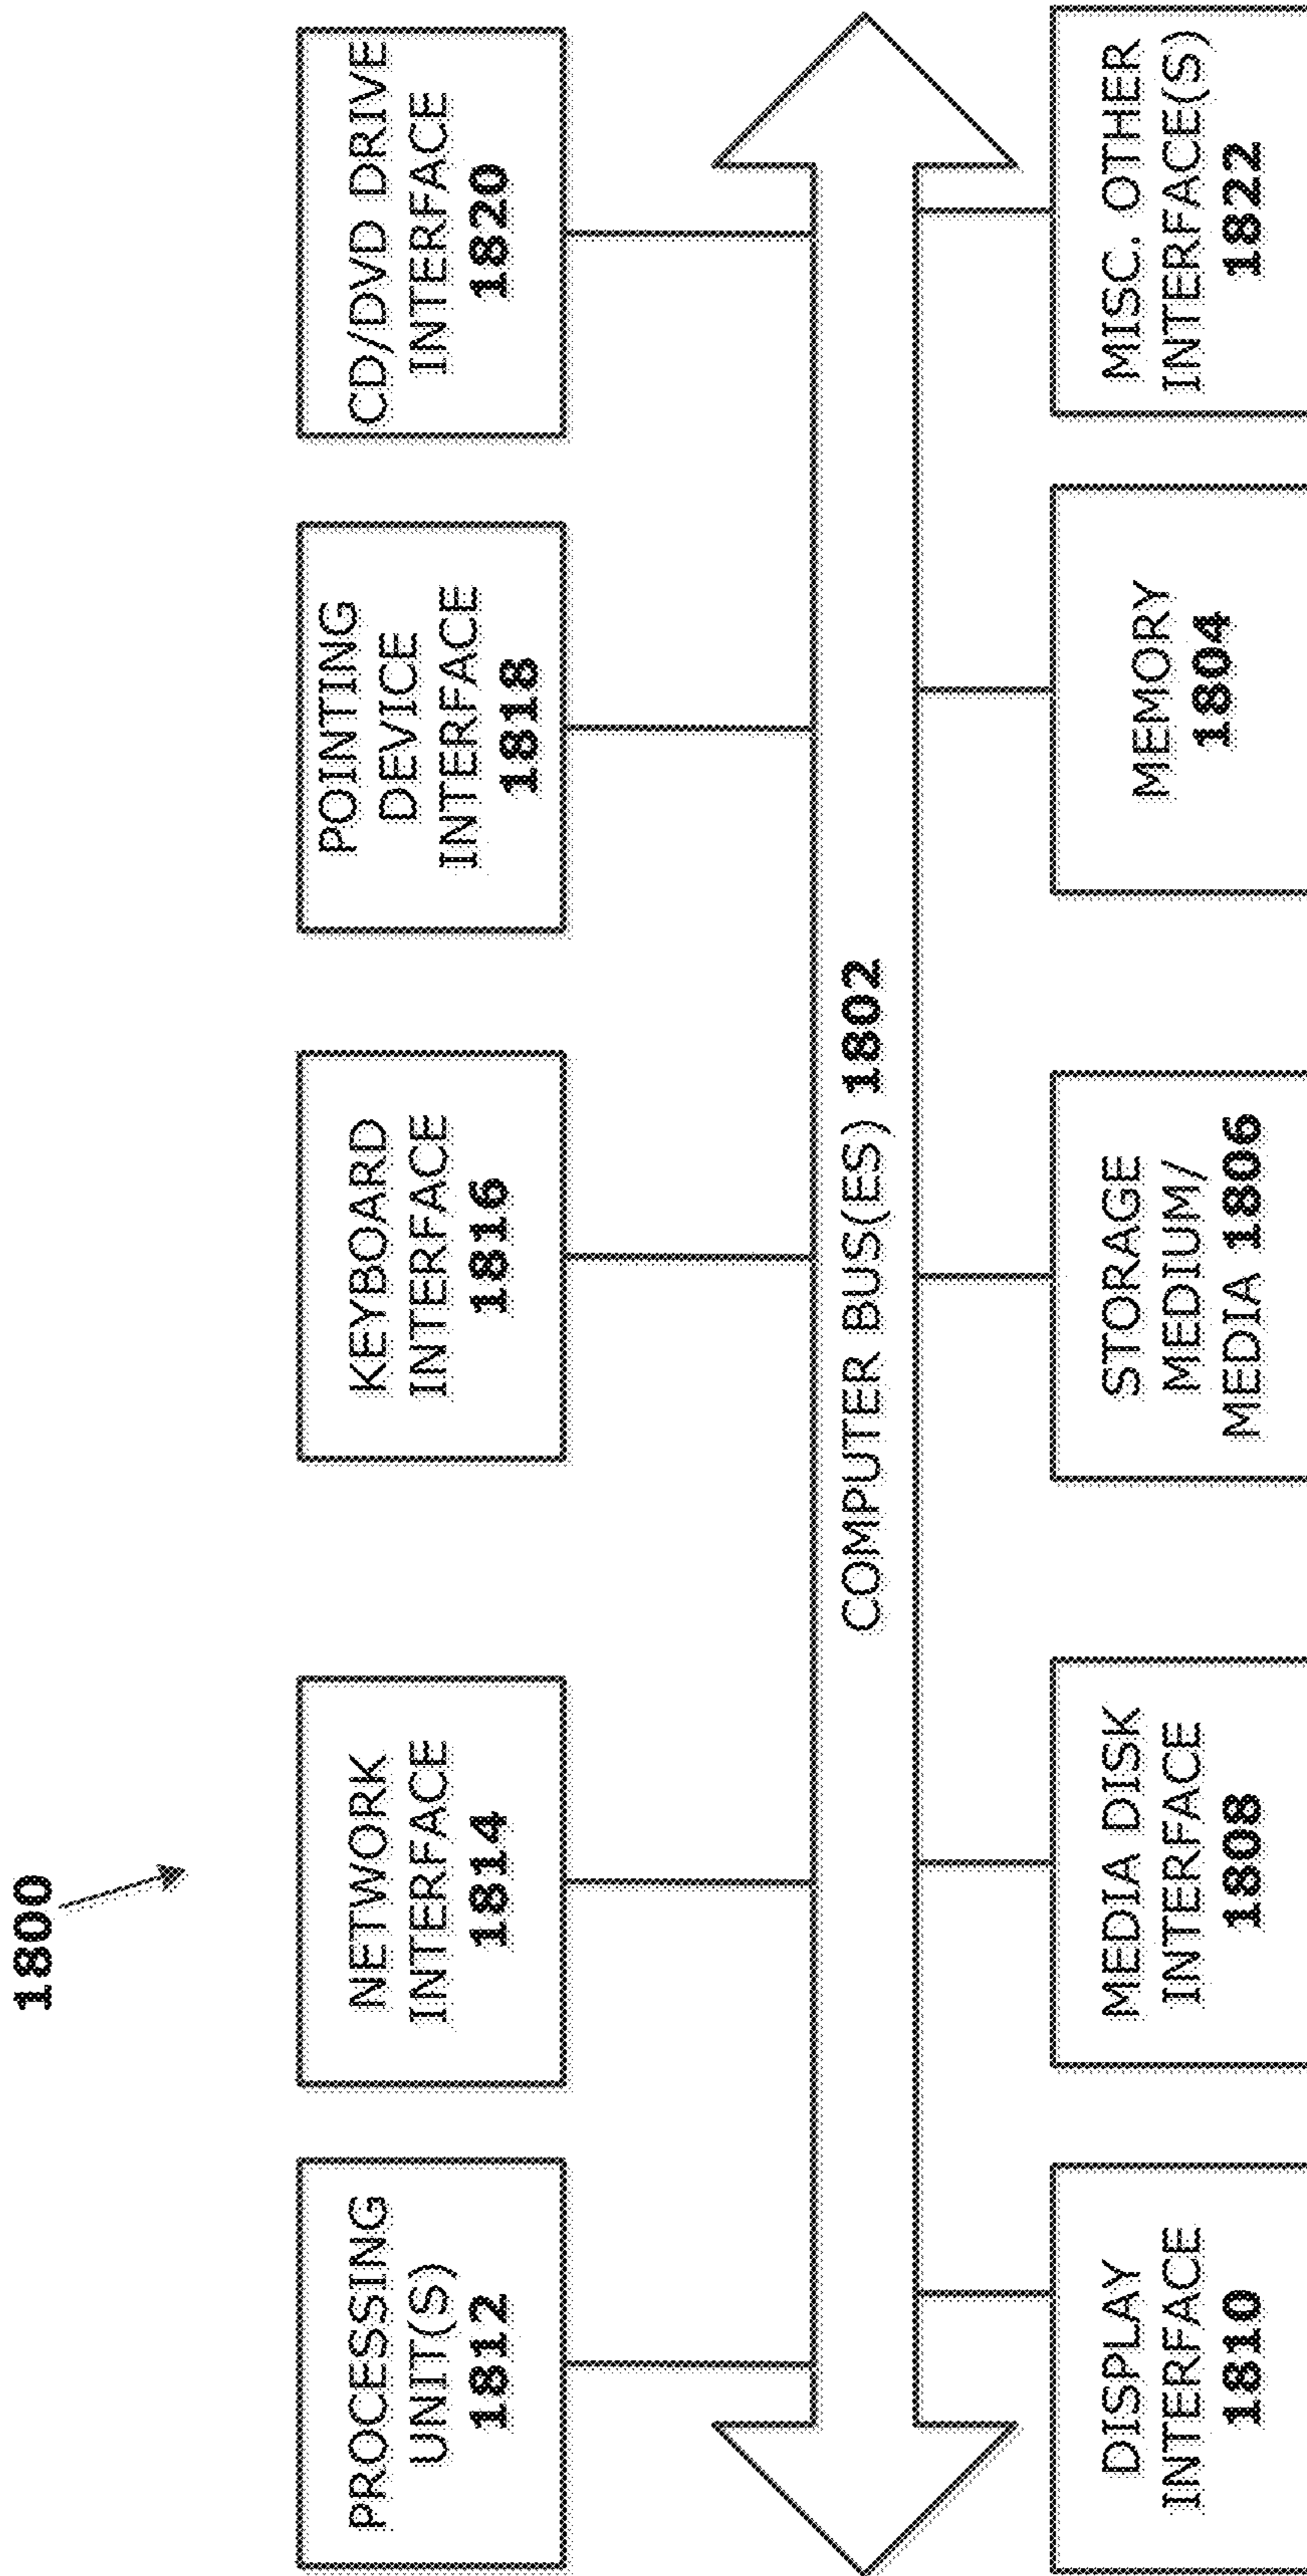 1800
PROCESSING
UNIT(S)
1812
NETWORK
INTERFACE
1814
KEYBOARD
INTERFACE
1816
POINTING
DEVICE
INTERFACE
1818
CD/DVD DRIVE
INTERFACE
1820
COMPUTER BUS(ES) 1802
DISPLAY
INTERFACE
1810
MEDIA DISK
INTERFACE
1808
STORAGE
MEDIUM/
MEDIA 1806
MEMORY
1804
MISC. OTHER
INTERFACE(S)
1822